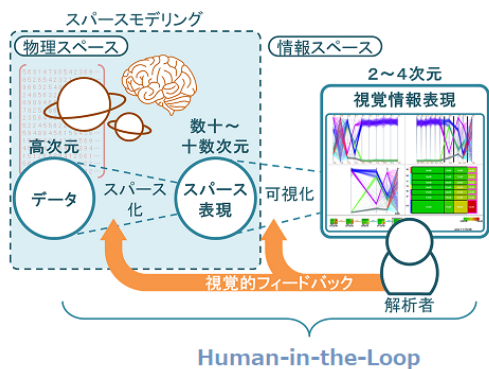 スパースモデリング
物理スペース
情報スペース
2～4次元
視覚情報表現
高次元
データ
スパース
化
数十～
十数次元
スパース
表現
可視化
視覚的フィードバック
解析者
Human-in-the-Loop